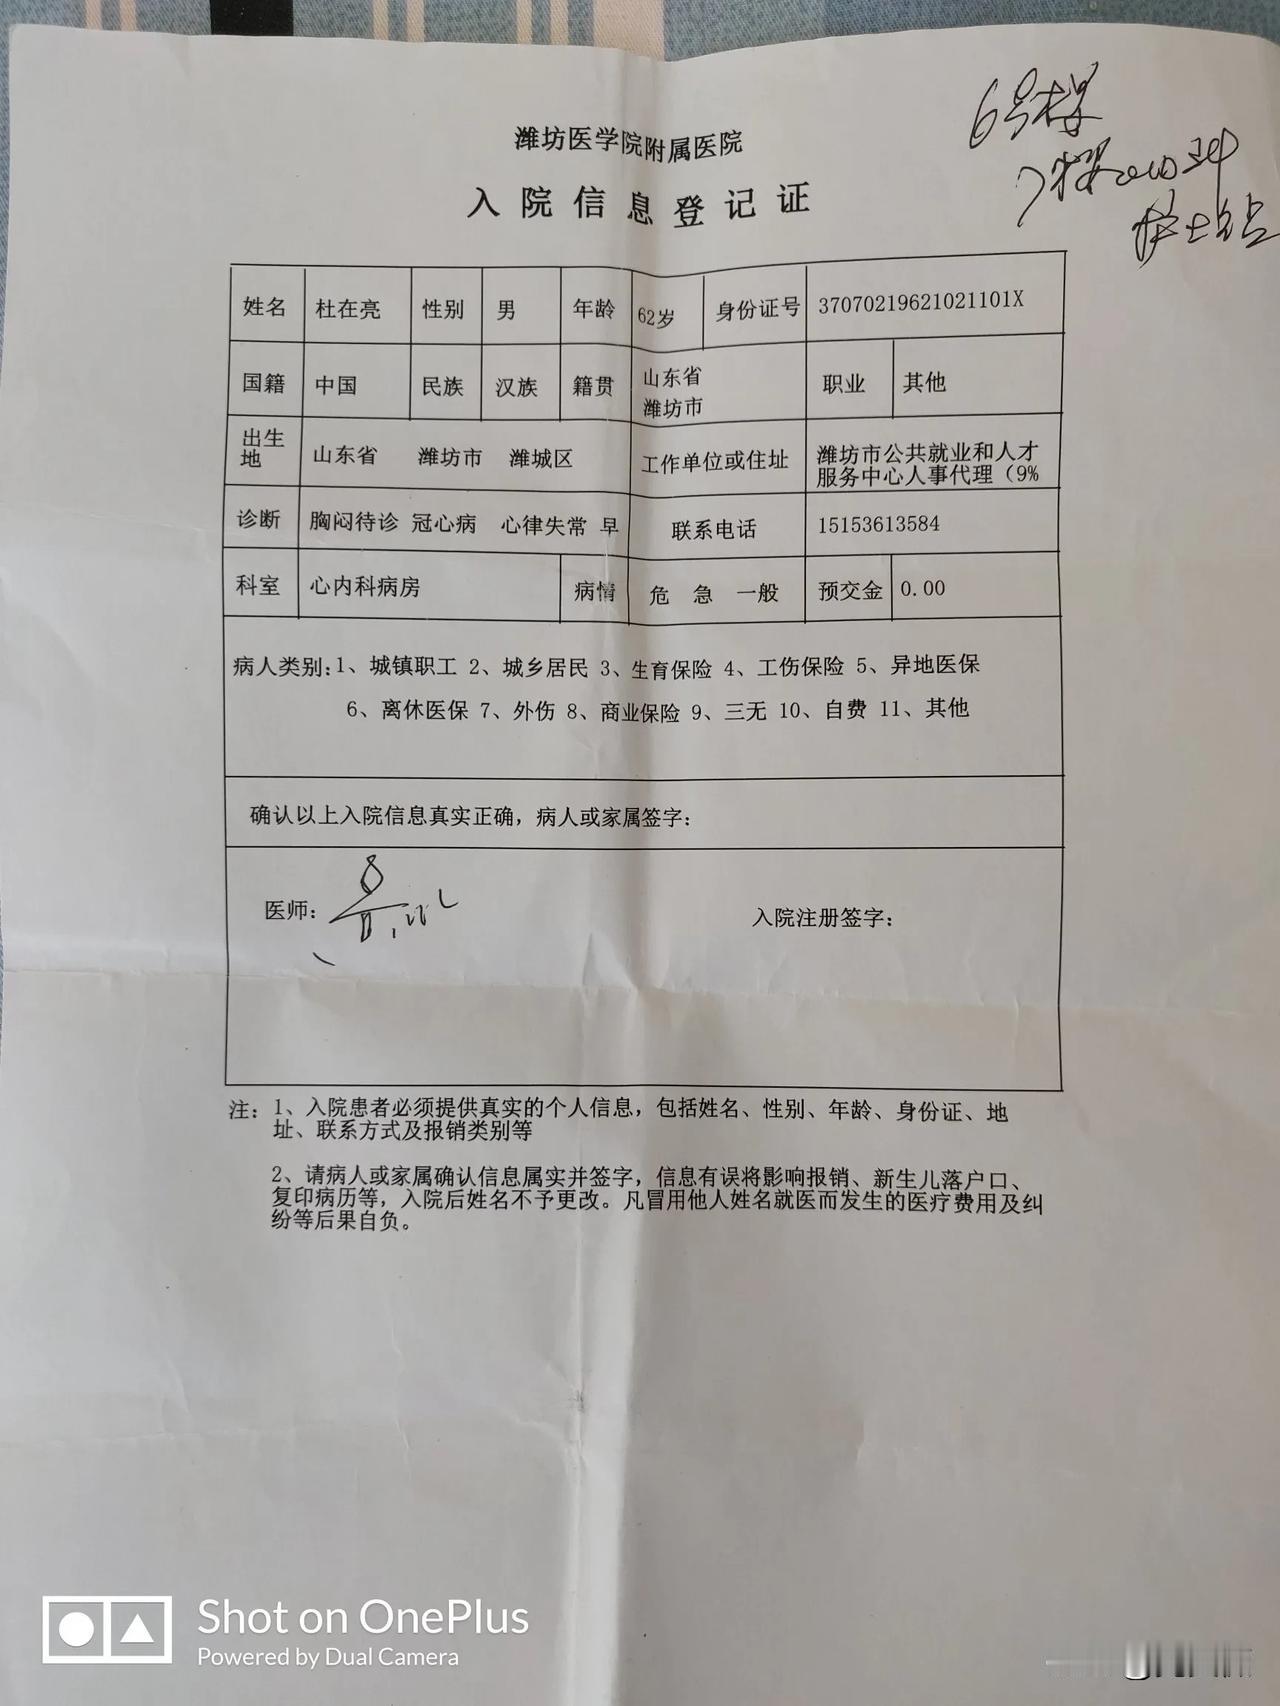 6号楼
7楼心内三科
护士站
潍坊医学院附属医院
入院信息登记证
姓名 杜在亮 性别 男 年龄 62岁 身份证号 37070219621021101X
国籍 中国 民族 汉族 籍贯 山东省 潍坊市 职业 其他
出生地 山东省 潍坊市 潍城区 工作单位或住址 潍坊市公共就业和人才
服务中心人事代理（9%
诊断 胸闷待诊 冠心病 心律失常 早 联系电话 15153613584
科室 心内科病房 病情 危 急 一般 预交金 0.00
病人类别:1、城镇职工 2、城乡居民 3、生育保险 4、工伤保险 5、异地医保
6、离休医保 7、外伤 8、商业保险 9、三无 10、自费 11、其他
确认以上入院信息真实正确，病人或家属签字：
医师： 入院注册签字：
注：1、入院患者必须提供真实的个人信息，包括姓名、性别、年龄、身份证、地
址、联系方式及报销类别等
2、请病人或家属确认信息属实并签字，信息有误将影响报销、新生儿落户口、
复印病历等，入院后姓名不予更改。凡冒用他人姓名就医而发生的医疗费用及纠
纷等后果自负。
Shot on OnePlus
Powered by Dual Camera